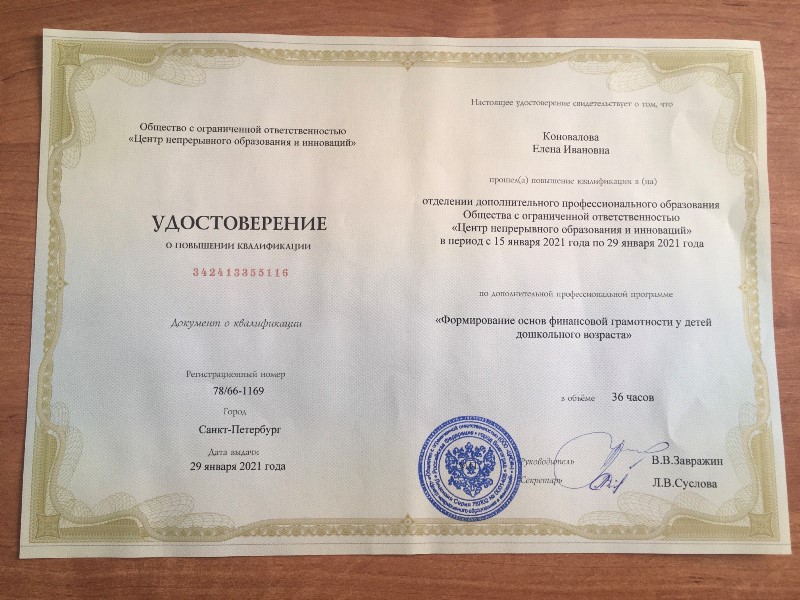 Общество с ограниченной ответственностью
«Центр непрерывного образования и инноваций»
УДОСТОВЕРЕНИЕ
О ПОВЫШЕНИИ КВАЛИФИКАЦИИ
342413355116
Документ о квалификации
Регистрационный номер
78/66-1169
Город
Санкт-Петербург
Дата выдачи
29 января 2021 года
Настоящее удостоверение свидетельствует о том, что
Коновалова
Елена Ивановна
прошел(а) повышение квалификации в (на)
отделении дополнительного профессионального образования
Общества с ограниченной ответственностью
«Центр непрерывного образования и инноваций»
в период с 15 января 2021 года по 29 января 2021 года
по дополнительной профессиональной программе
«Формирование основ финансовой грамотности у детей
дошкольного возраста»
в объёме 36 часов
Руководитель В.В.Завражин
Секретарь Л.В.Суслова